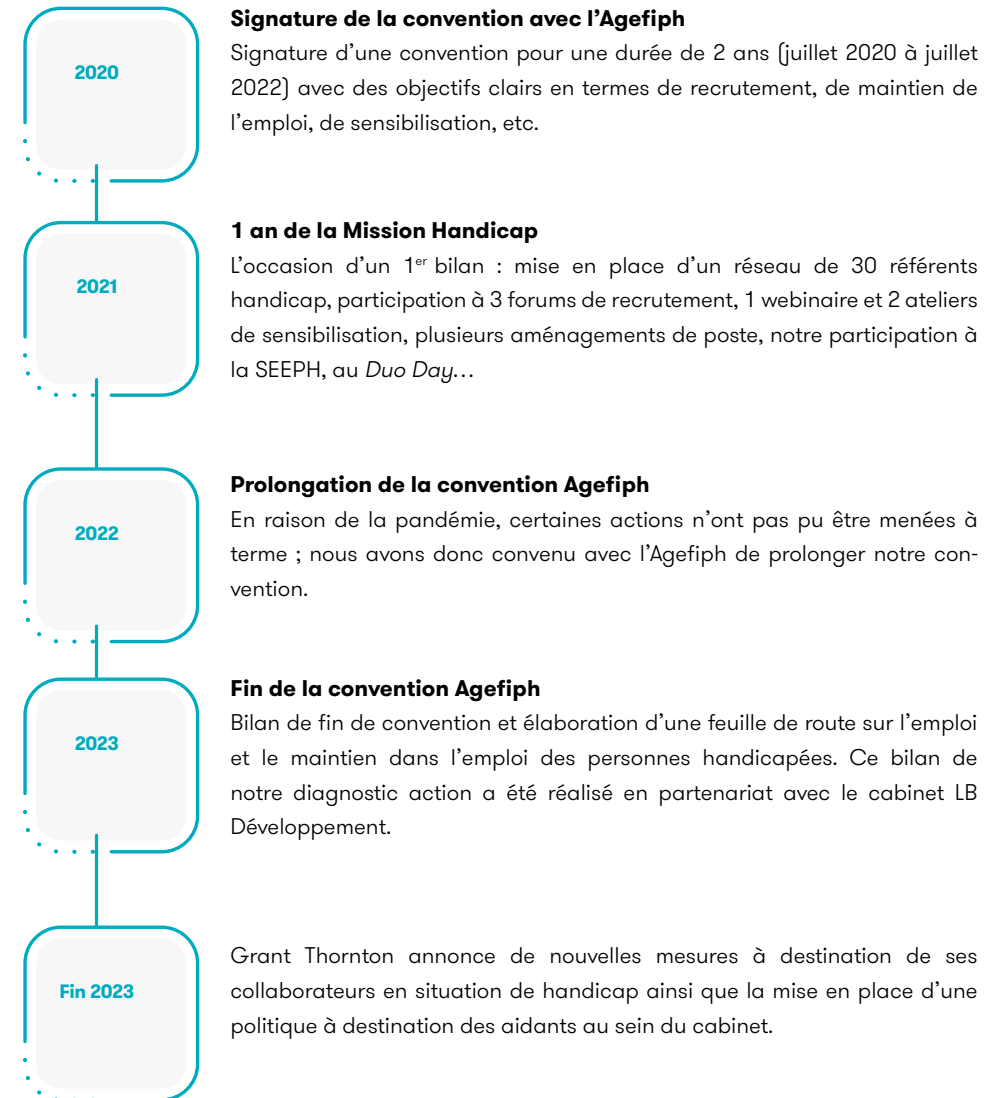 2020
Signature de la convention avec l’Agefiph
Signature d’une convention pour une durée de 2 ans (juillet 2020 à juillet
2022) avec des objectifs clairs en termes de recrutement, de maintien de
l’emploi, de sensibilisation, etc.
2021
1 an de la Mission Handicap
L’occasion d’un 1er bilan : mise en place d’un réseau de 30 référents
handicap, participation à 3 forums de recrutement, 1 webinaire et 2 ateliers
de sensibilisation, plusieurs aménagements de poste, notre participation à
la SEEPH, au Duo Day…
2022
Prolongation de la convention Agefiph
En raison de la pandémie, certaines actions n’ont pas pu être menées à
terme ; nous avons donc convenu avec l’Agefiph de prolonger notre con-
vention.
2023
Fin de la convention Agefiph
Bilan de fin de convention et élaboration d’une feuille de route sur l’emploi
et le maintien dans l’emploi des personnes handicapées. Ce bilan de
notre diagnostic action a été réalisé en partenariat avec le cabinet LB
Développement.
Fin 2023
Grant Thornton annonce de nouvelles mesures à destination de ses
collaborateurs en situation de handicap ainsi que la mise en place d’une
politique à destination des aidants au sein du cabinet.